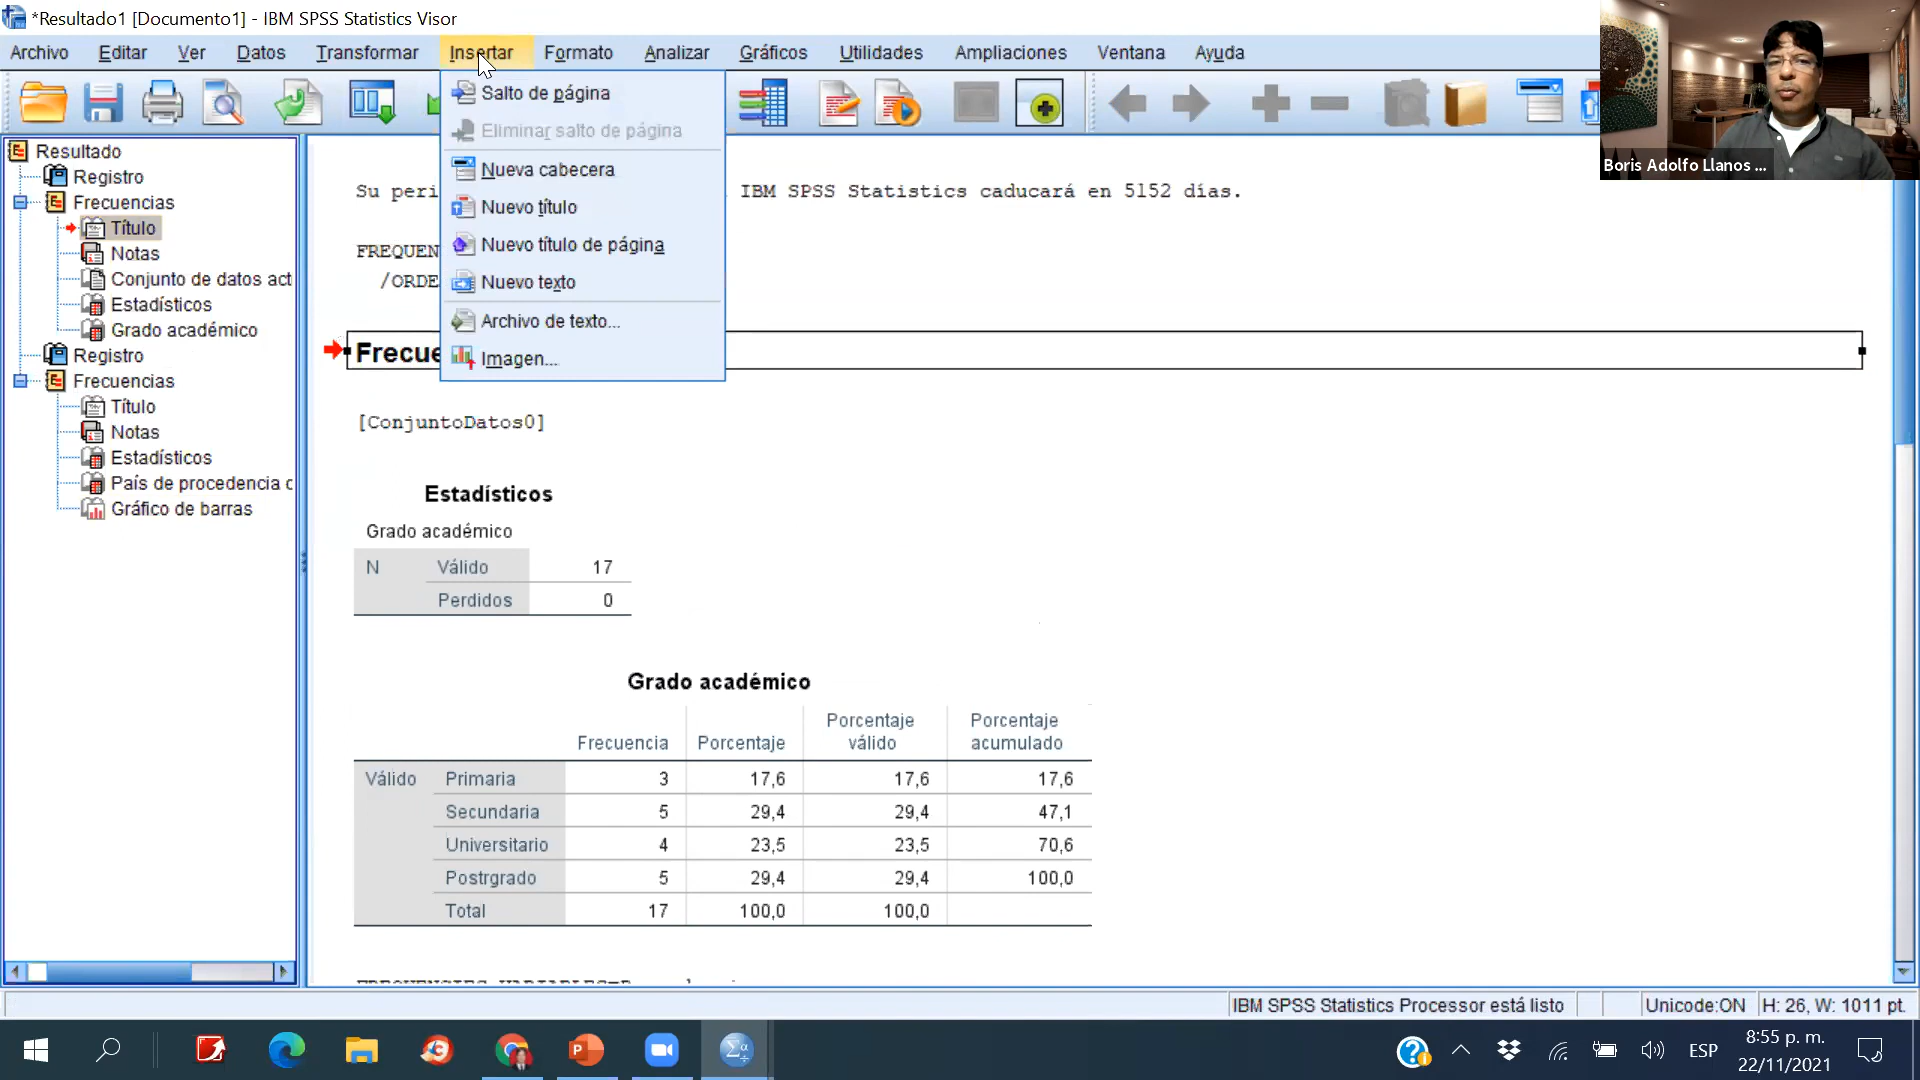 *Resultado1 [Documento1] - IBM SPSS Statistics Visor
Archivo Editar Ver Datos Transformar Insertar Formato Analizar Gráficos Utilidades Ampliaciones Ventana Ayuda
Salto de página
Eliminar salto de página
Nueva cabecera
Nuevo título
Nuevo título de página
Nuevo texto
Archivo de texto...
Imagen...
Boris Adolfo Llanos ...
Resultado
Registro
Frecuencias
Título
Notas
Conjunto de datos act
Estadísticos
Grado académico
Registro
Frecuencias
Título
Notas
Estadísticos
País de procedencia
Gráfico de barras
Su peri IBM SPSS Statistics caducará en 5152 días.
FREQUEN
/ORDE
Frecue
[ConjuntoDatos0]
Estadísticos
Grado académico
N Válido 17
Perdidos 0
Grado académico
Frecuencia Porcentaje Porcentaje válido Porcentaje acumulado
Válido Primaria 3 17,6 17,6 17,6
Secundaria 5 29,4 29,4 47,1
Universitario 4 23,5 23,5 70,6
Postrgrado 5 29,4 29,4 100,0
Total 17 100,0 100,0
IBM SPSS Statistics Processor está listo Unicode:ON H: 26, W: 1011 pt.
ESP
8:55 p. m.
22/11/2021